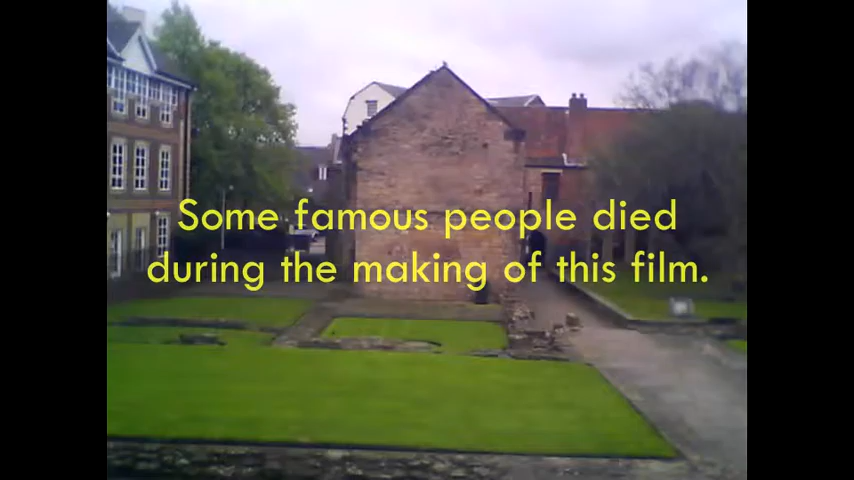 Some famous people died
during the making of this film.